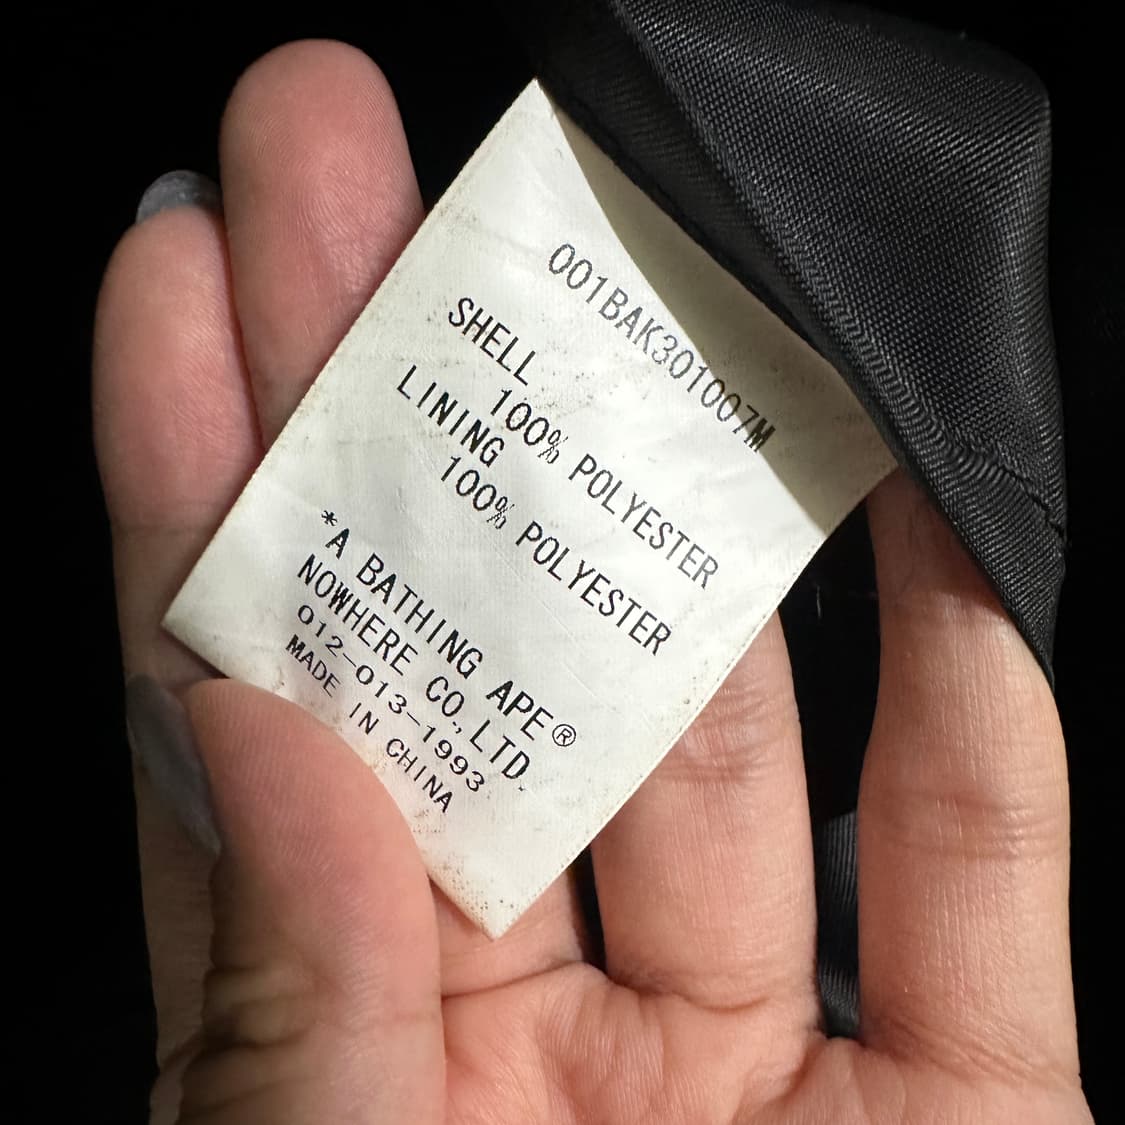 001BAK301007M
SHELL
100% POLYESTER
LINING
100% POLYESTER
*A BATHING APE®
NOWHERE CO.,LTD.
012-013-1993
MADE IN CHINA